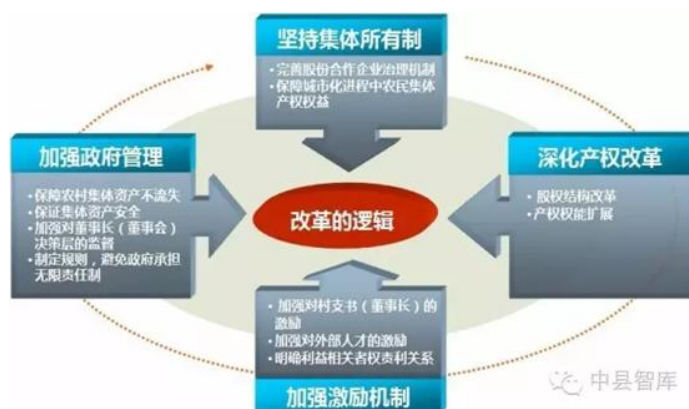 坚持集体所有制
•完善股份合作企业治理机制
•保障城市化进程中农民集体
产权权益
加强政府管理
•保障农村集体资产不流失
•保证集体资产安全
•加强对董事长（董事会）
决策层的监督
•制定规则，避免政府承担
无限责任制
改革的逻辑
深化产权改革
•股权结构改革
•产权权能扩展
•加强对村支书（董事长）的
激励
•加强对外部人才的激励
•明确利益相关者权责利关系
加强激励机制
中县智库